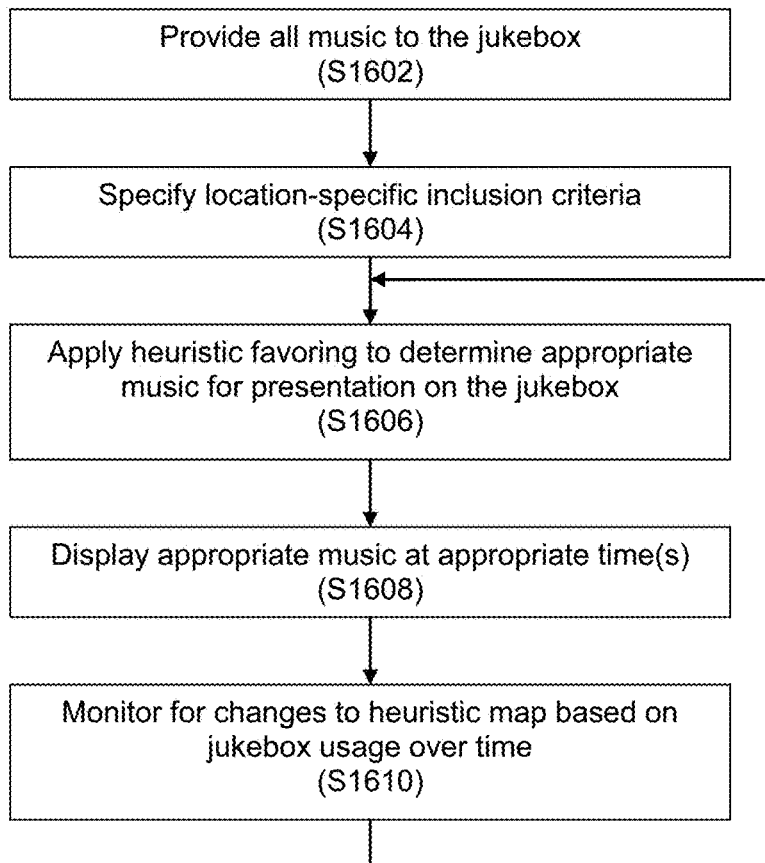 Provide all music to the jukebox
(S1602)
Specify location-specific inclusion criteria
(S1604)
Apply heuristic favoring to determine appropriate
music for presentation on the jukebox
(S1606)
Display appropriate music at appropriate time(s)
(S1608)
Monitor for changes to heuristic map based on
jukebox usage over time
(S1610)